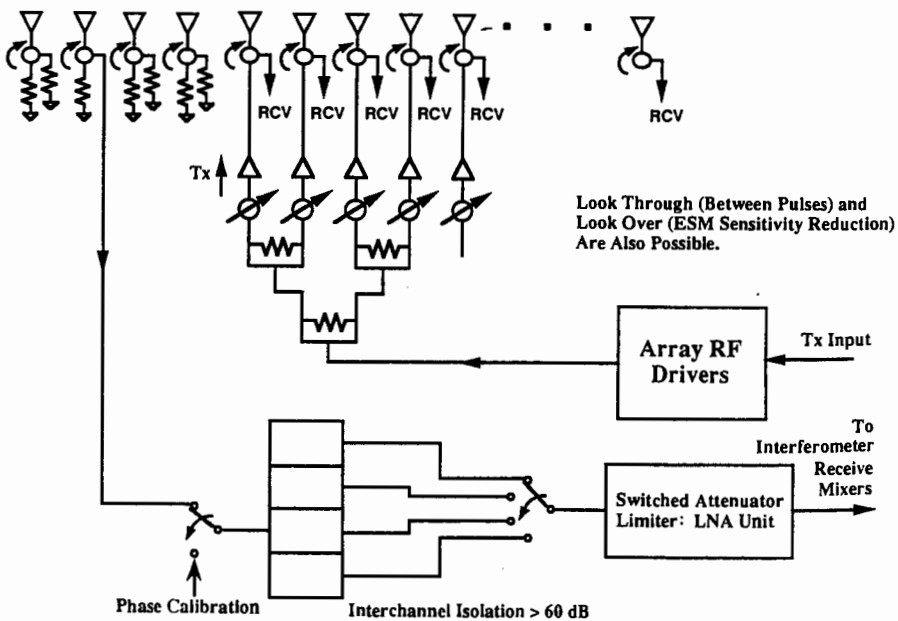 RCV RCV RCV RCV RCV RCV
Tx
Look Through (Between Pulses) and
Look Over (ESM Sensitivity Reduction)
Are Also Possible.
Array RF
Drivers
Tx Input
To
Interferometer
Receive
Mixers
Switched Attenuator
Limiter: LNA Unit
Phase Calibration
Interchannel Isolation > 60 dB